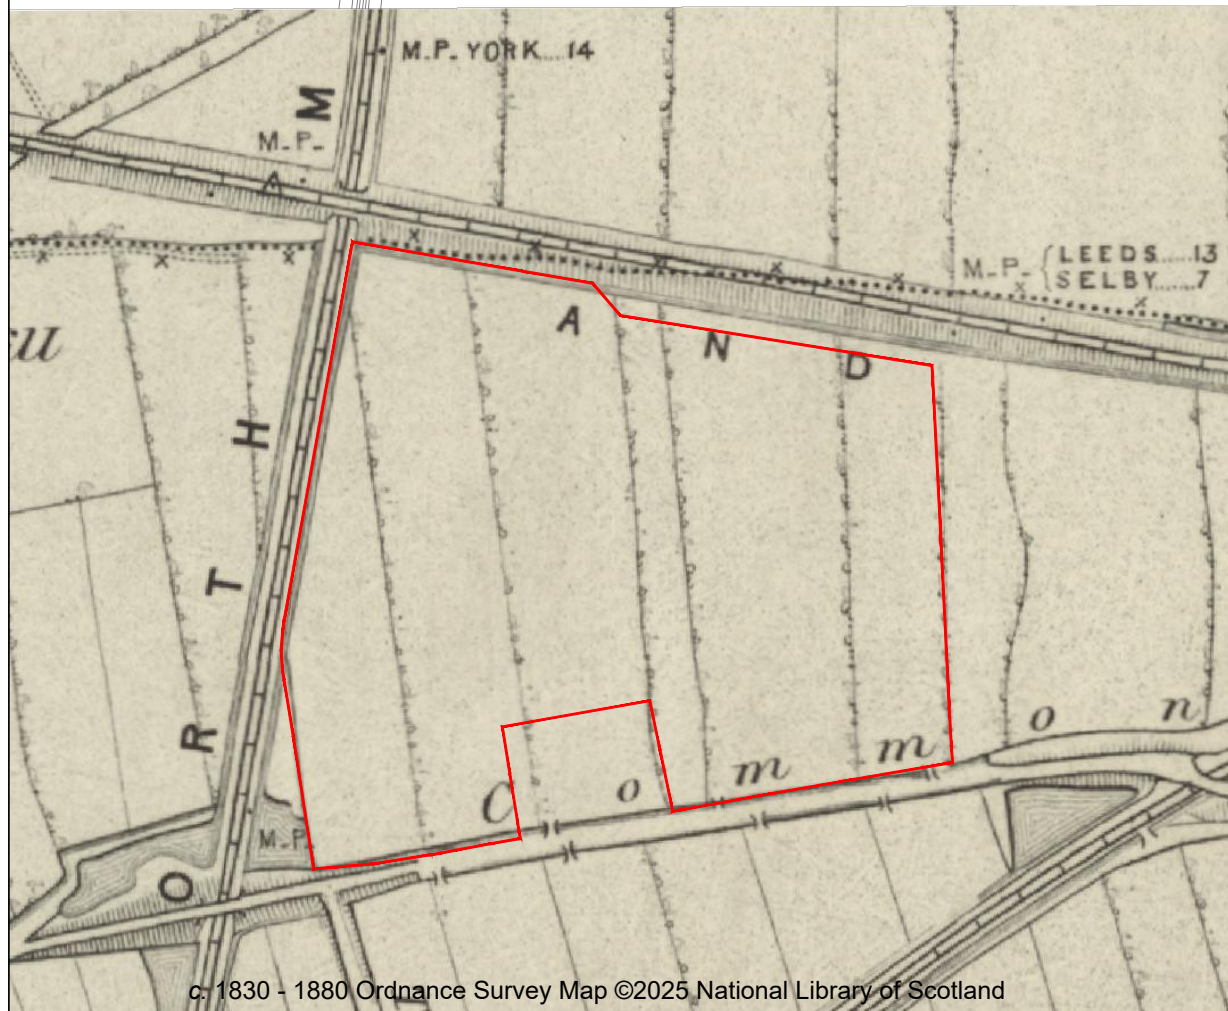 M.P. YORK....14
M
M.P.
A
LEEDS.....13
M.P.
SELBY.....7
A
N
D
H
T
R
C o m m o n
M.P.
O
c. 1830 - 1880 Ordnance Survey Map ©2025 National Library of Scotland